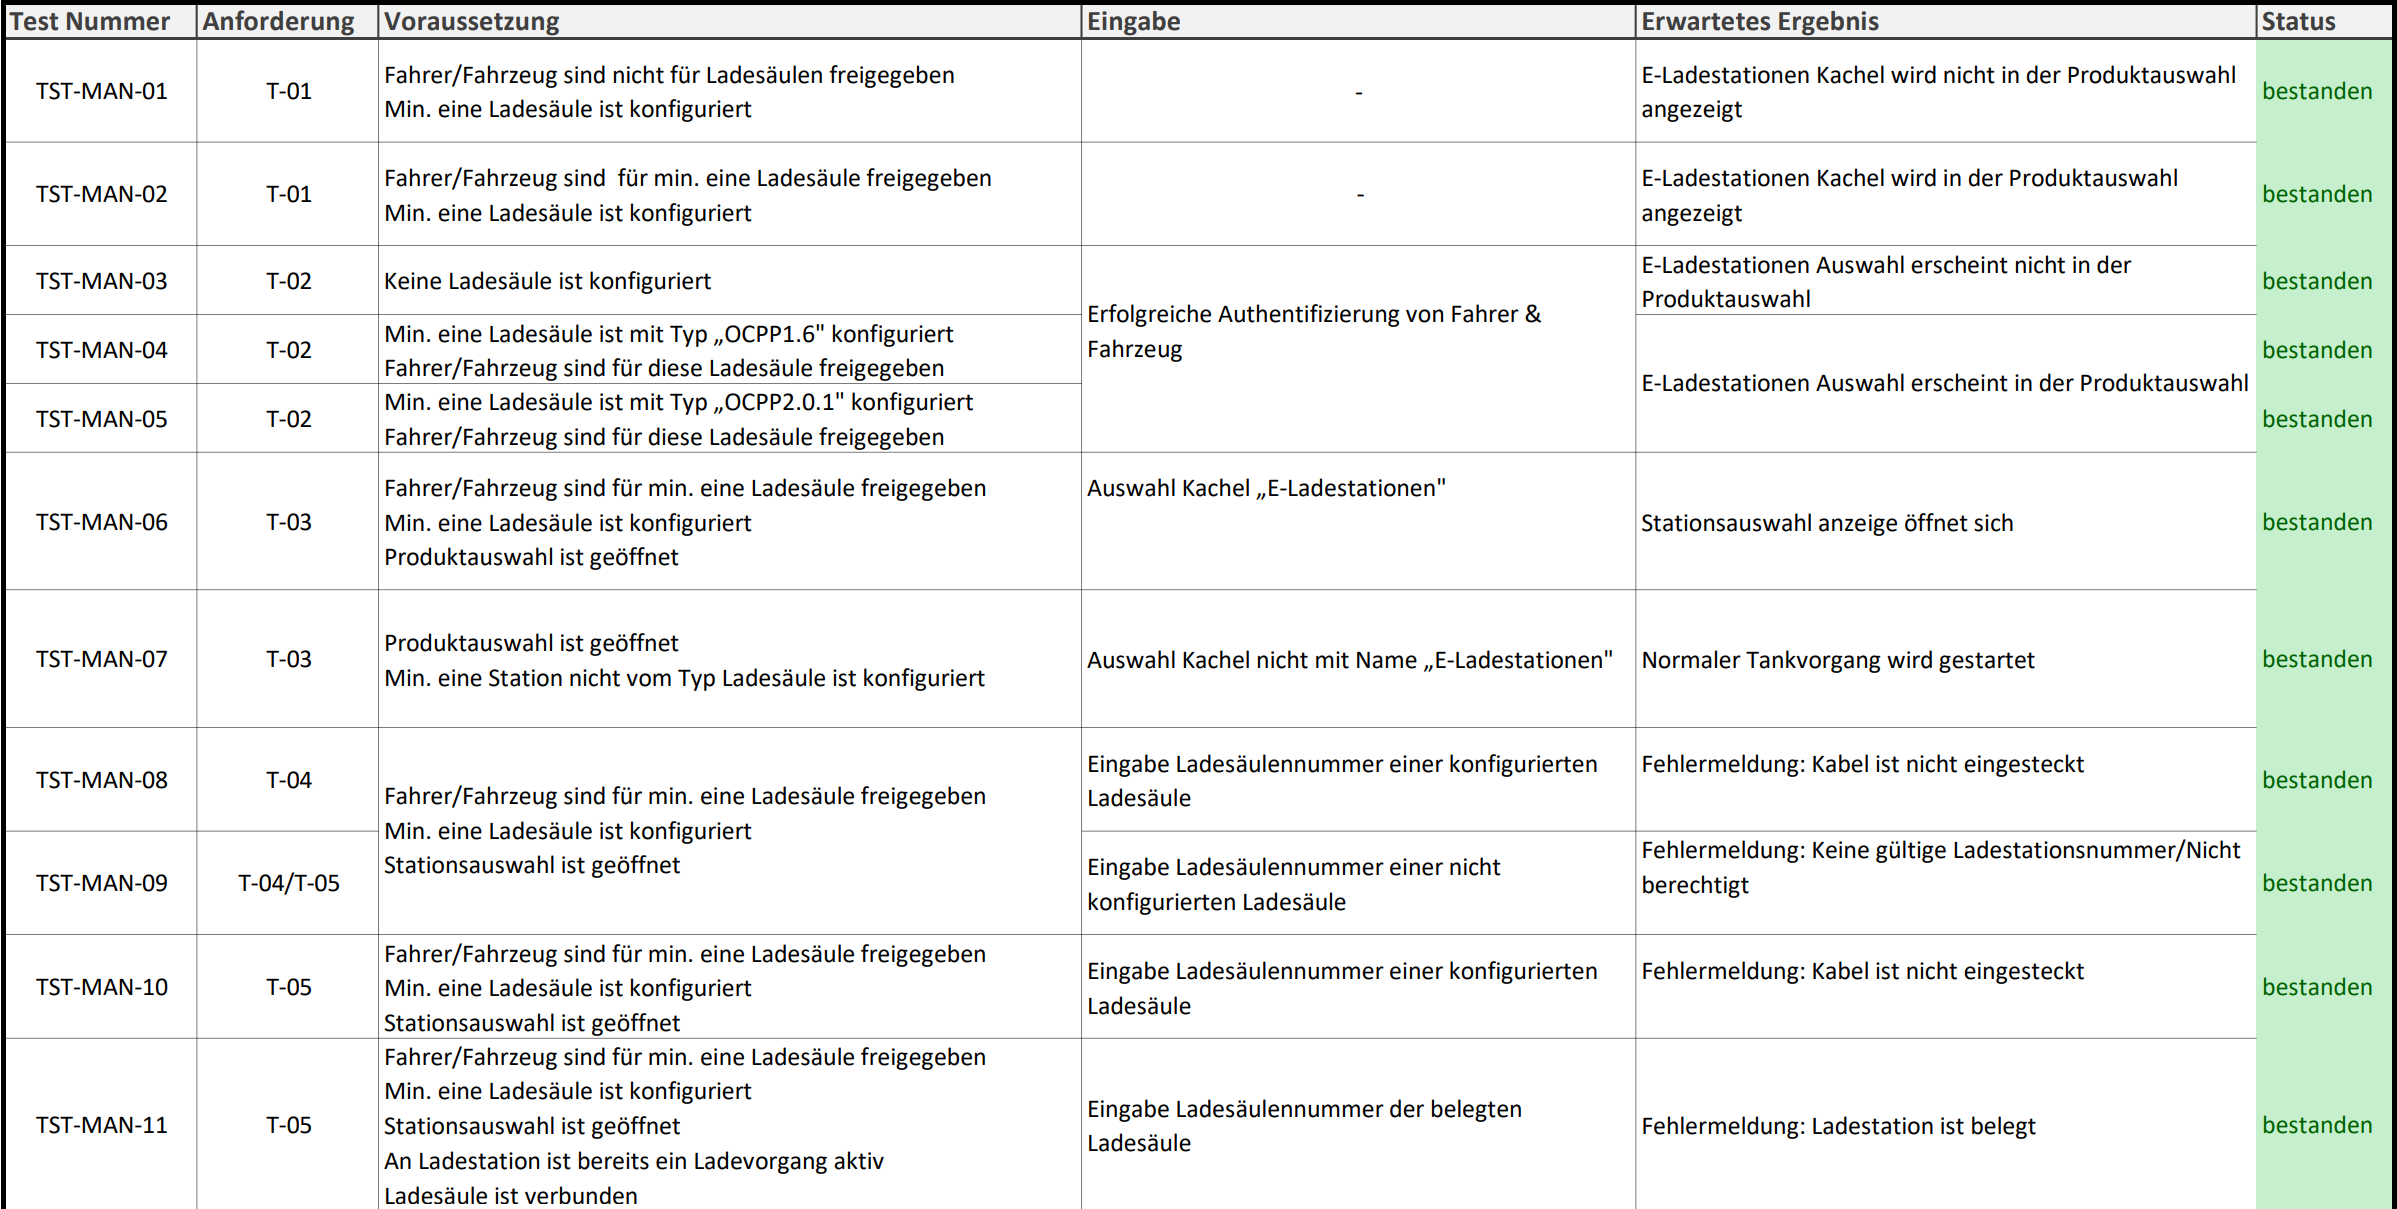 Test Nummer Anforderung Voraussetzung Eingabe Erwartetes Ergebnis Status
TST-MAN-01
T-01
Fahrer/Fahrzeug sind nicht für Ladesäulen freigegeben
Min. eine Ladesäule ist konfiguriert
-
E-Ladestationen Kachel wird nicht in der Produktauswahl
angezeigt
bestanden
TST-MAN-02
T-01
Fahrer/Fahrzeug sind  für min. eine Ladesäule freigegeben
Min. eine Ladesäule ist konfiguriert
-
E-Ladestationen Kachel wird in der Produktauswahl
angezeigt
bestanden
TST-MAN-03
T-02
Keine Ladesäule ist konfiguriert
Erfolgreiche Authentifizierung von Fahrer &
Fahrzeug
E-Ladestationen Auswahl erscheint nicht in der
Produktauswahl
bestanden
TST-MAN-04
T-02
Min. eine Ladesäule ist mit Typ „OCPP1.6" konfiguriert
Fahrer/Fahrzeug sind für diese Ladesäule freigegeben
E-Ladestationen Auswahl erscheint in der Produktauswahl
bestanden
TST-MAN-05
T-02
Min. eine Ladesäule ist mit Typ „OCPP2.0.1" konfiguriert
Fahrer/Fahrzeug sind für diese Ladesäule freigegeben
bestanden
TST-MAN-06
T-03
Fahrer/Fahrzeug sind für min. eine Ladesäule freigegeben
Min. eine Ladesäule ist konfiguriert
Produktauswahl ist geöffnet
Auswahl Kachel „E-Ladestationen"
Stationsauswahl anzeige öffnet sich
bestanden
TST-MAN-07
T-03
Produktauswahl ist geöffnet
Min. eine Station nicht vom Typ Ladesäule ist konfiguriert
Auswahl Kachel nicht mit Name „E-Ladestationen"
Normaler Tankvorgang wird gestartet
bestanden
TST-MAN-08
T-04
Fahrer/Fahrzeug sind für min. eine Ladesäule freigegeben
Min. eine Ladesäule ist konfiguriert
Stationsauswahl ist geöffnet
Eingabe Ladesäulennummer einer konfigurierten
Ladesäule
Fehlermeldung: Kabel ist nicht eingesteckt
bestanden
TST-MAN-09
T-04/T-05
Eingabe Ladesäulennummer einer nicht
konfigurierten Ladesäule
Fehlermeldung: Keine gültige Ladestationsnummer/Nicht
berechtigt
bestanden
TST-MAN-10
T-05
Fahrer/Fahrzeug sind für min. eine Ladesäule freigegeben
Min. eine Ladesäule ist konfiguriert
Stationsauswahl ist geöffnet
Eingabe Ladesäulennummer einer konfigurierten
Ladesäule
Fehlermeldung: Kabel ist nicht eingesteckt
bestanden
TST-MAN-11
T-05
Fahrer/Fahrzeug sind für min. eine Ladesäule freigegeben
Min. eine Ladesäule ist konfiguriert
Stationsauswahl ist geöffnet
An Ladestation ist bereits ein Ladevorgang aktiv
Ladesäule ist verbunden
Eingabe Ladesäulennummer der belegten
Ladesäule
Fehlermeldung: Ladestation ist belegt
bestanden